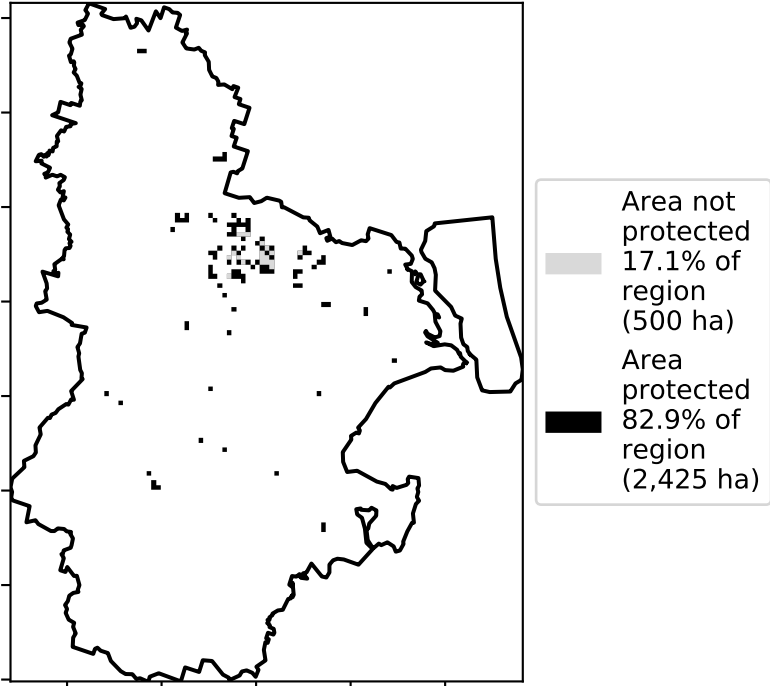 Area not
protected
17.1% of
region
(500 ha)
Area
protected
82.9% of
region
(2,425 ha)